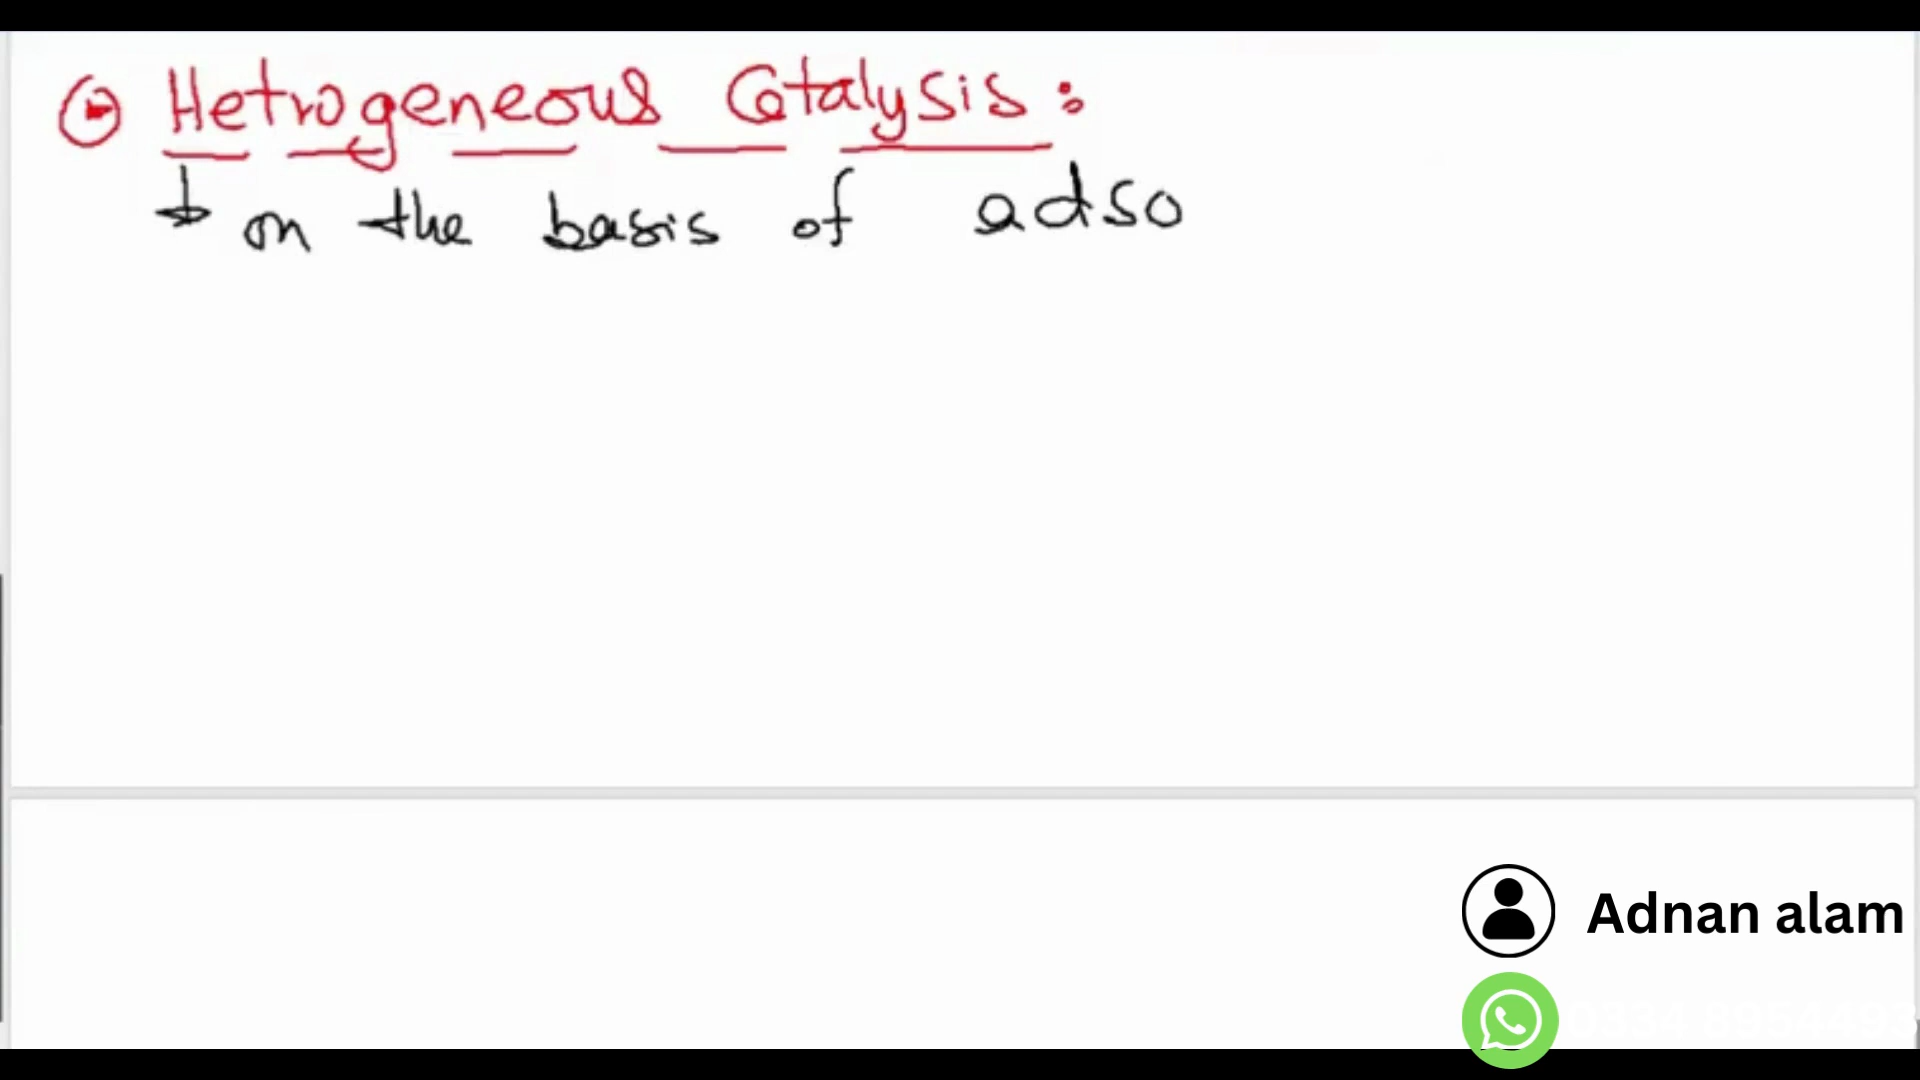 Hetrogeneous Catalysis:
on the basis of adso
Adnan alam